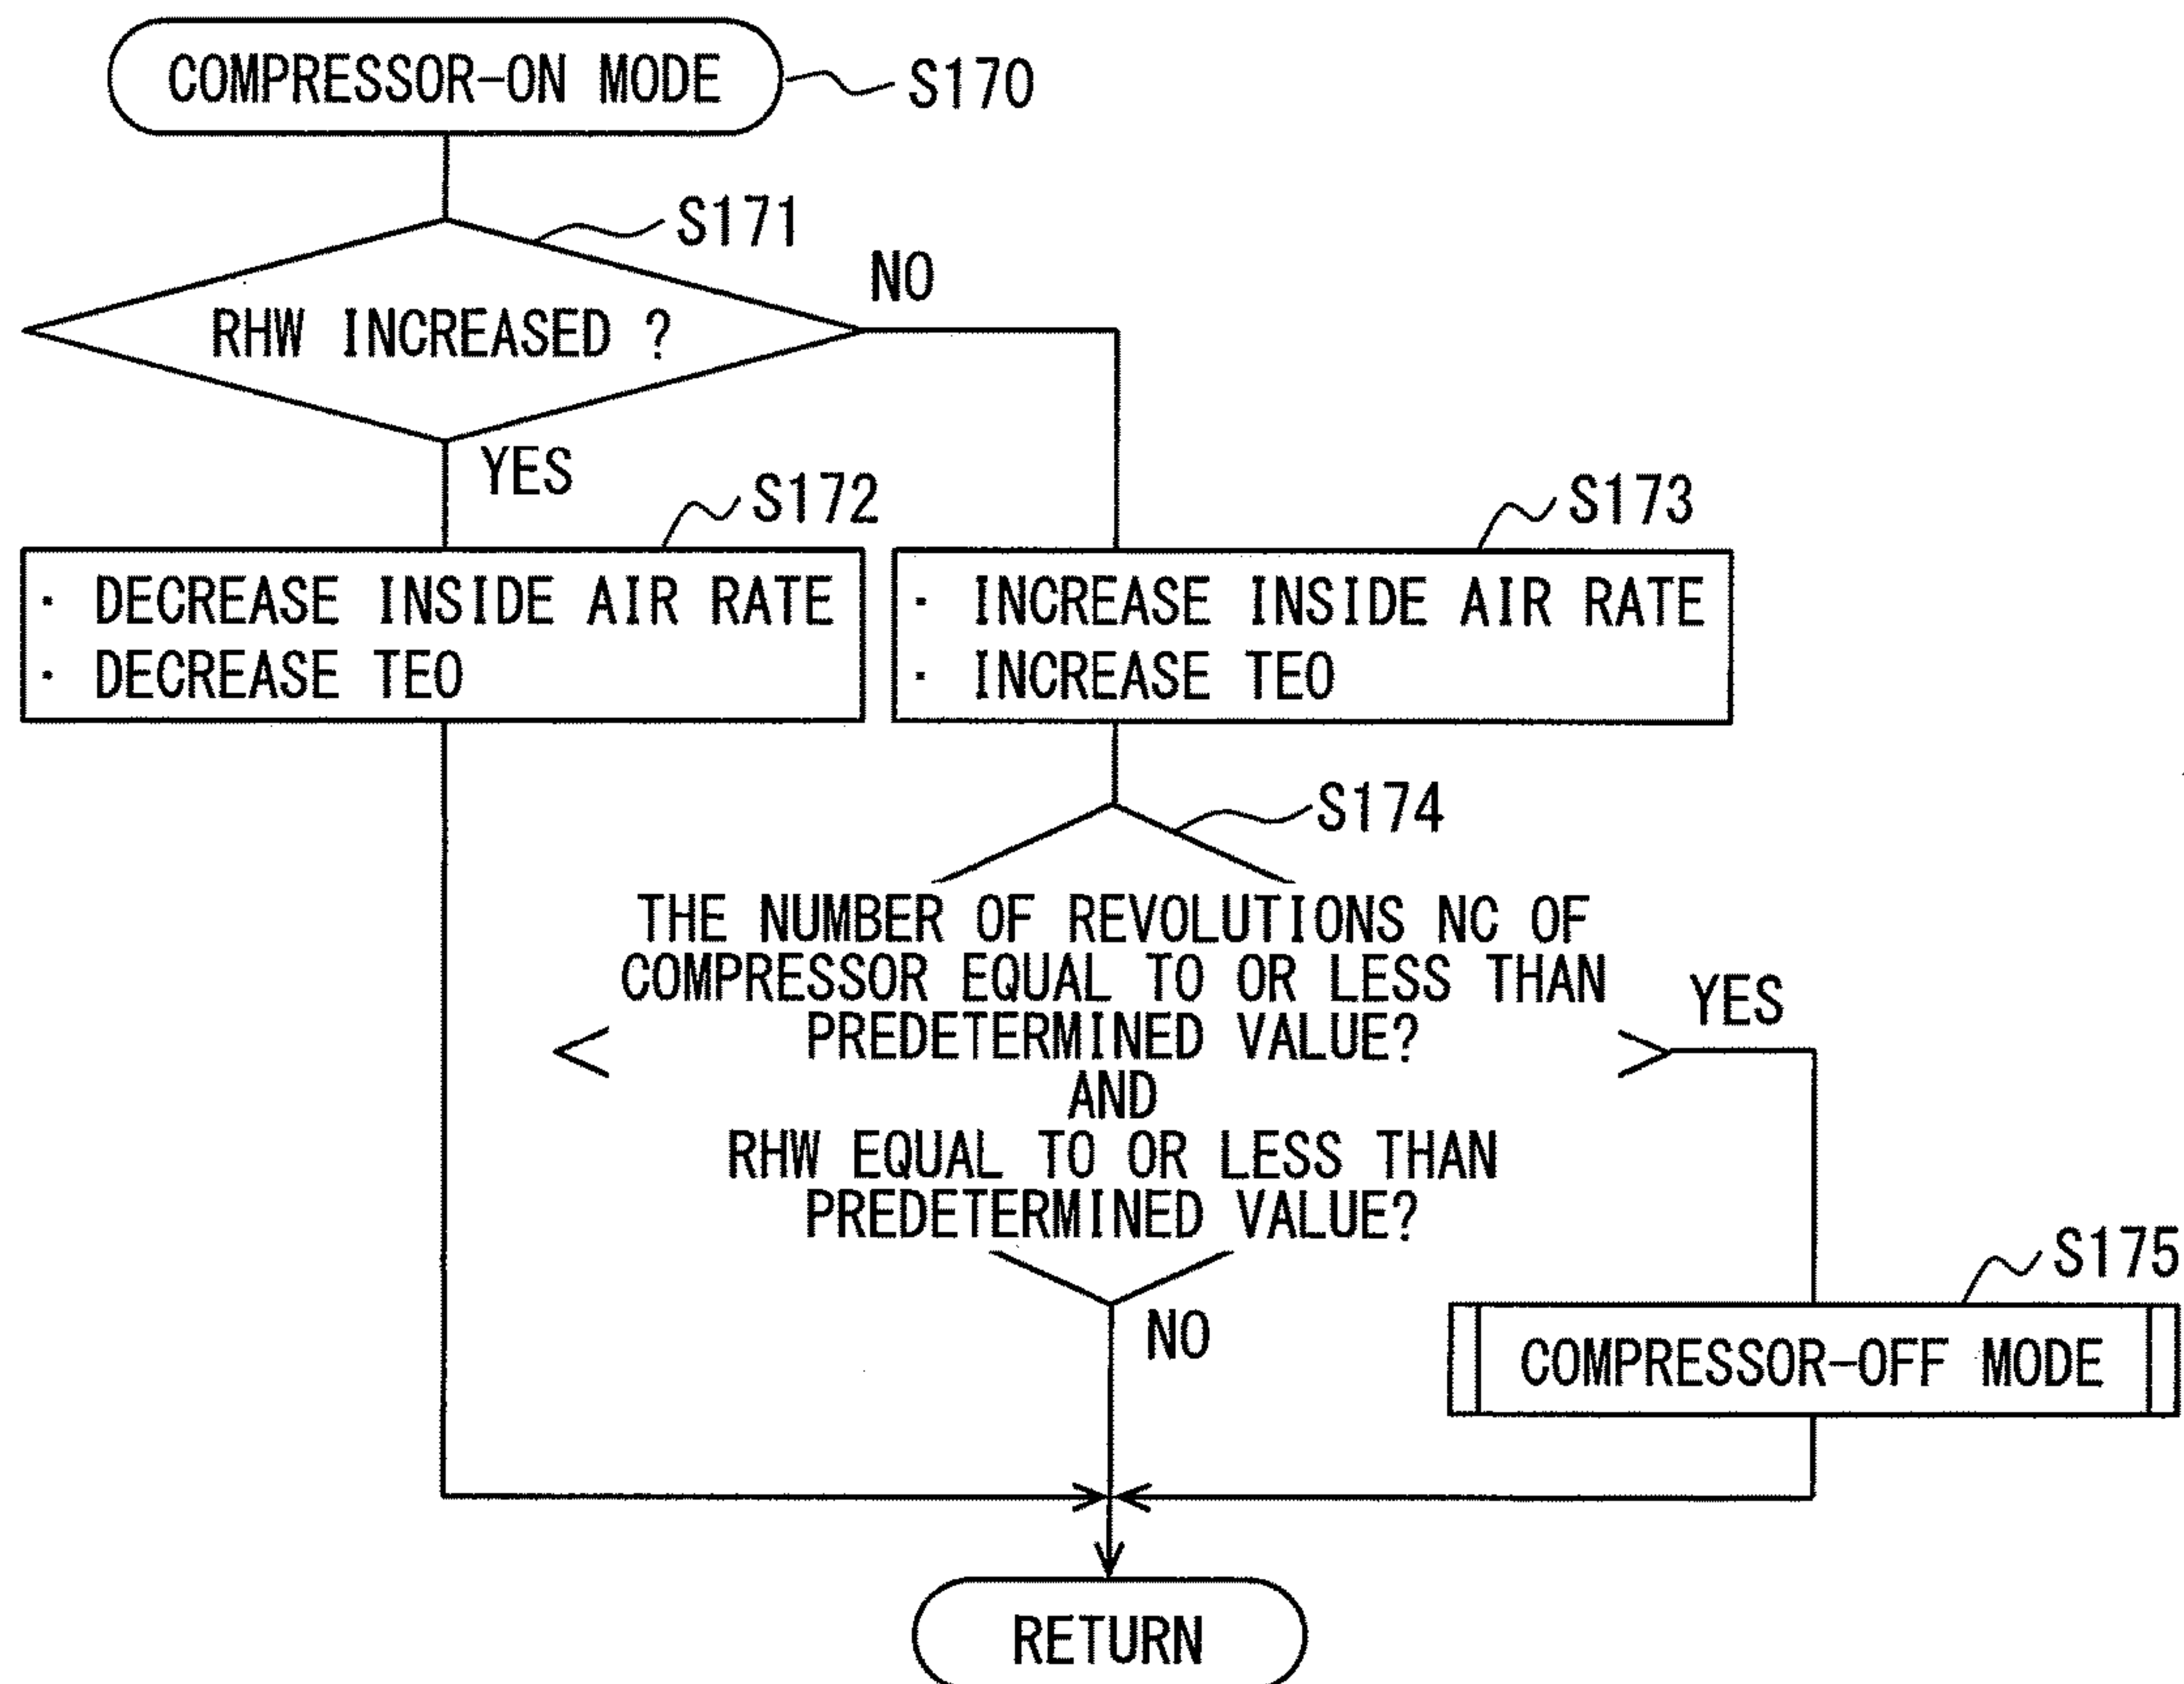 COMPRESSOR-ON MODE
S170
S171
RHW INCREASED ?
NO
YES
S172
· DECREASE INSIDE AIR RATE
· DECREASE TEO
S173
· INCREASE INSIDE AIR RATE
· INCREASE TEO
S174
THE NUMBER OF REVOLUTIONS NC OF
COMPRESSOR EQUAL TO OR LESS THAN
PREDETERMINED VALUE?
AND
RHW EQUAL TO OR LESS THAN
PREDETERMINED VALUE?
YES
NO
S175
COMPRESSOR-OFF MODE
RETURN